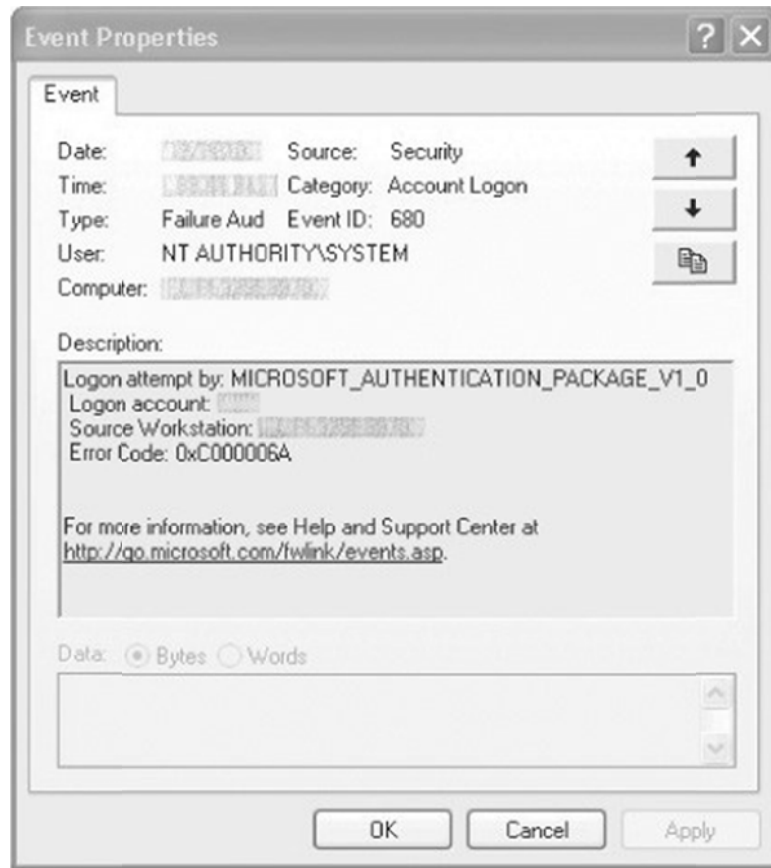 Event Properties
Event
Date: Source: Security
Time: Category: Account Logon
Type: Failure Aud Event ID: 680
User: NT AUTHORITY\SYSTEM
Computer:
Description:
Logon attempt by: MICROSOFT_AUTHENTICATION_PACKAGE_V1_0
Logon account:
Source Workstation:
Error Code: 0xC000006A
For more information, see Help and Support Center at
http://go.microsoft.com/fwlink/events.asp.
Data: Bytes Words
OK Cancel Apply